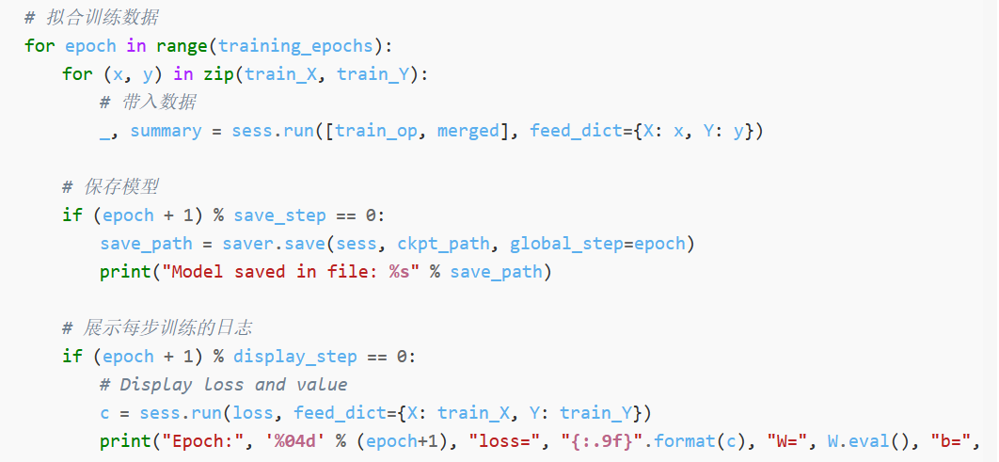 # 拟合训练数据
for epoch in range(training_epochs):
    for (x, y) in zip(train_X, train_Y):
        # 带入数据
        _, summary = sess.run([train_op, merged], feed_dict={X: x, Y: y})
    # 保存模型
    if (epoch + 1) % save_step == 0:
        save_path = saver.save(sess, ckpt_path, global_step=epoch)
        print("Model saved in file: %s" % save_path)
    # 展示每步训练的日志
    if (epoch + 1) % display_step == 0:
        # Display loss and value
        c = sess.run(loss, feed_dict={X: train_X, Y: train_Y})
        print("Epoch:", '%04d' % (epoch+1), "loss=", "{:.9f}".format(c), "W=", W.eval(), "b=",